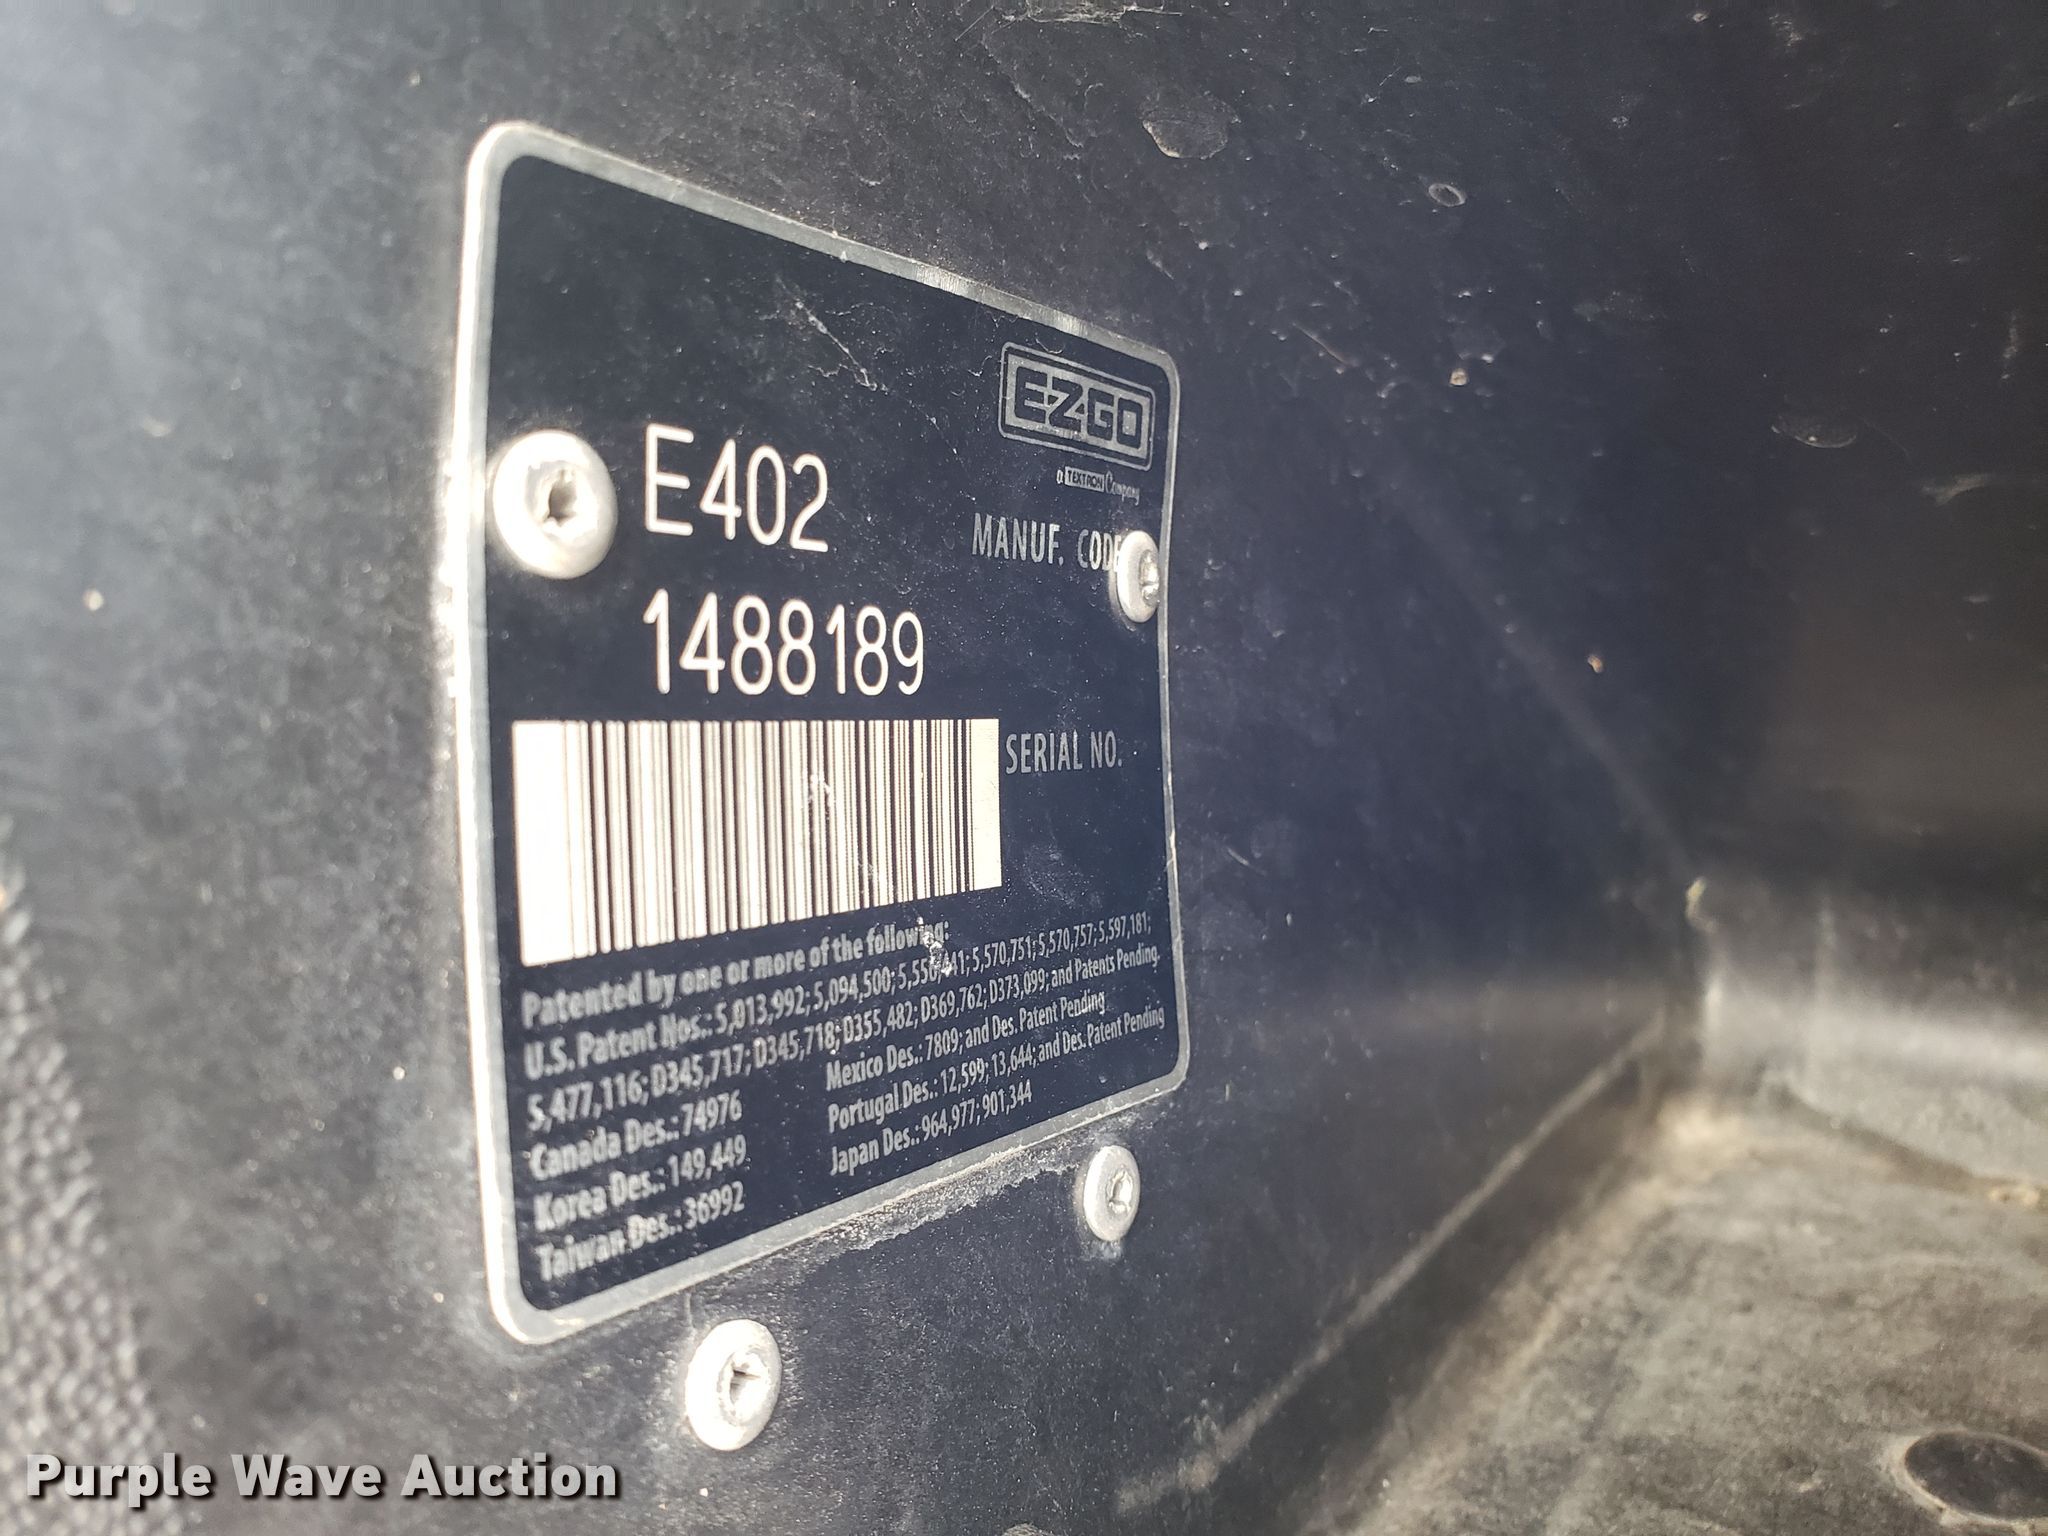 EZGO
a TEXTRON Company
E402
MANUF. CODE
1488189
SERIAL NO.
Patented by one or more of the following:
U.S. Patent Nos.: 5,013,992; 5,094,500; 5,556,441; 5,570,751; 5,570,757; 5,597,181;
5,477,116; D345,717; D345,718; D355,482; D369,762; D373,099; and Patents Pending.
Canada Des.: 74976
Korea Des.: 149,449
Taiwan Des.: 36992
Mexico Des.: 7809; and Des. Patent Pending
Portugal Des.: 12,599; 13,644; and Des. Patent Pending
Japan Des.: 964,977; 901,344
Purple Wave Auction